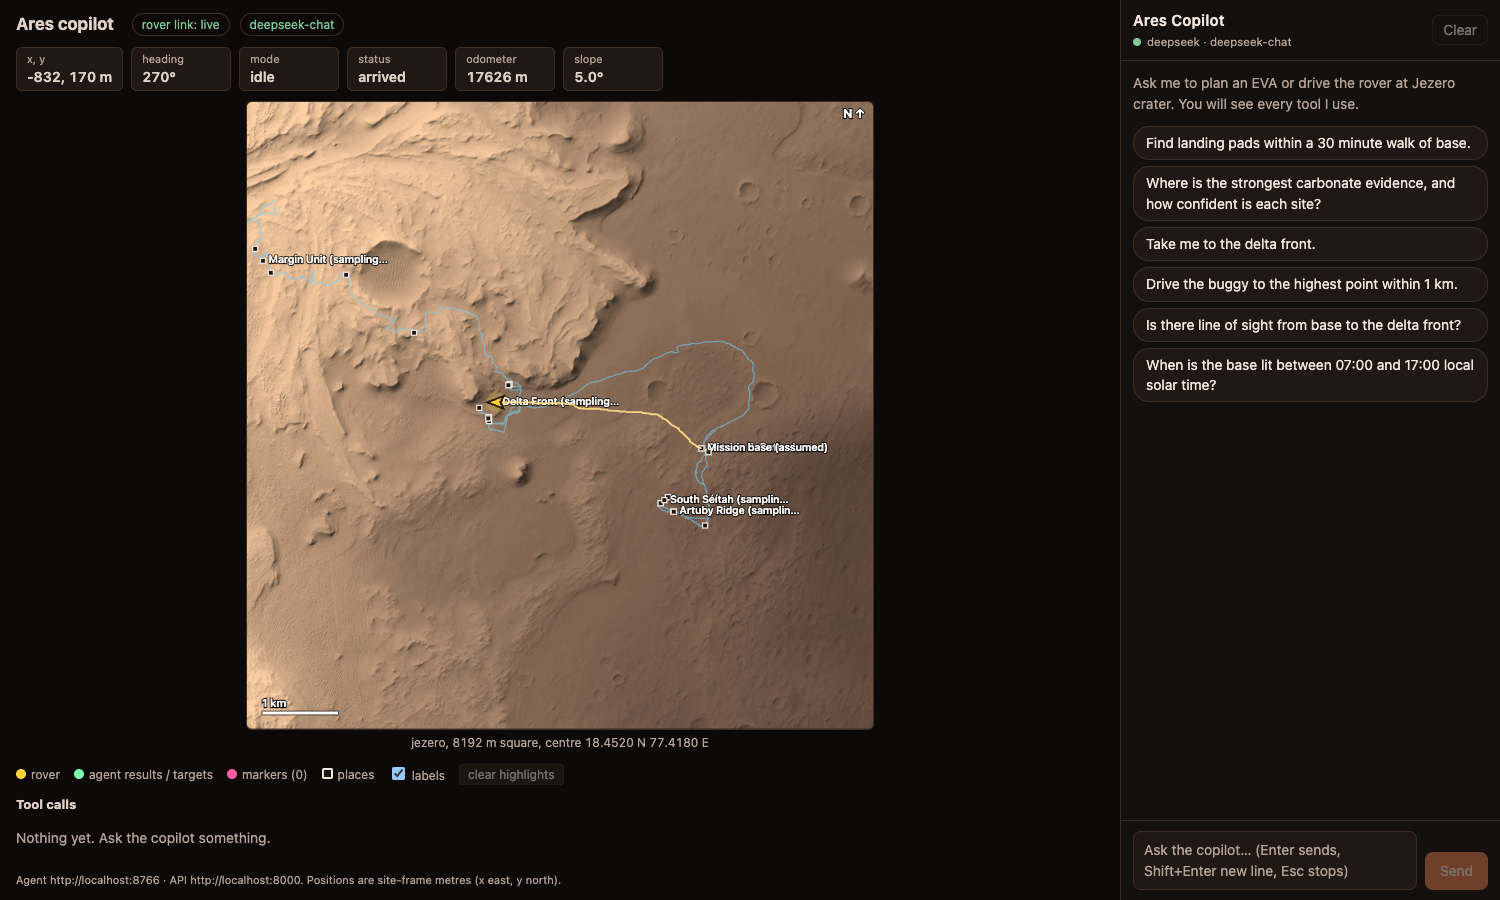 Ares copilot
rover link: live
deepseek-chat
x, y
-832, 170 m
heading
270°
mode
idle
status
arrived
odometer
17626 m
slope
5.0°
N ↑
Margin Unit (sampling...
Delta Front (sampling...
Mission base (assumed)
South Séítah (samplin...
Artuby Ridge (samplin...
1 km
jezero, 8192 m square, centre 18.4520 N 77.4180 E
rover
agent results / targets
markers (0)
places
labels
clear highlights
Tool calls
Nothing yet. Ask the copilot something.
Agent http://localhost:8766 · API http://localhost:8000. Positions are site-frame metres (x east, y north).
Ares Copilot
deepseek · deepseek-chat
Clear
Ask me to plan an EVA or drive the rover at Jezero
crater. You will see every tool I use.
Find landing pads within a 30 minute walk of base.
Where is the strongest carbonate evidence, and
how confident is each site?
Take me to the delta front.
Drive the buggy to the highest point within 1 km.
Is there line of sight from base to the delta front?
When is the base lit between 07:00 and 17:00 local
solar time?
Ask the copilot... (Enter sends,
Shift+Enter new line, Esc stops)
Send